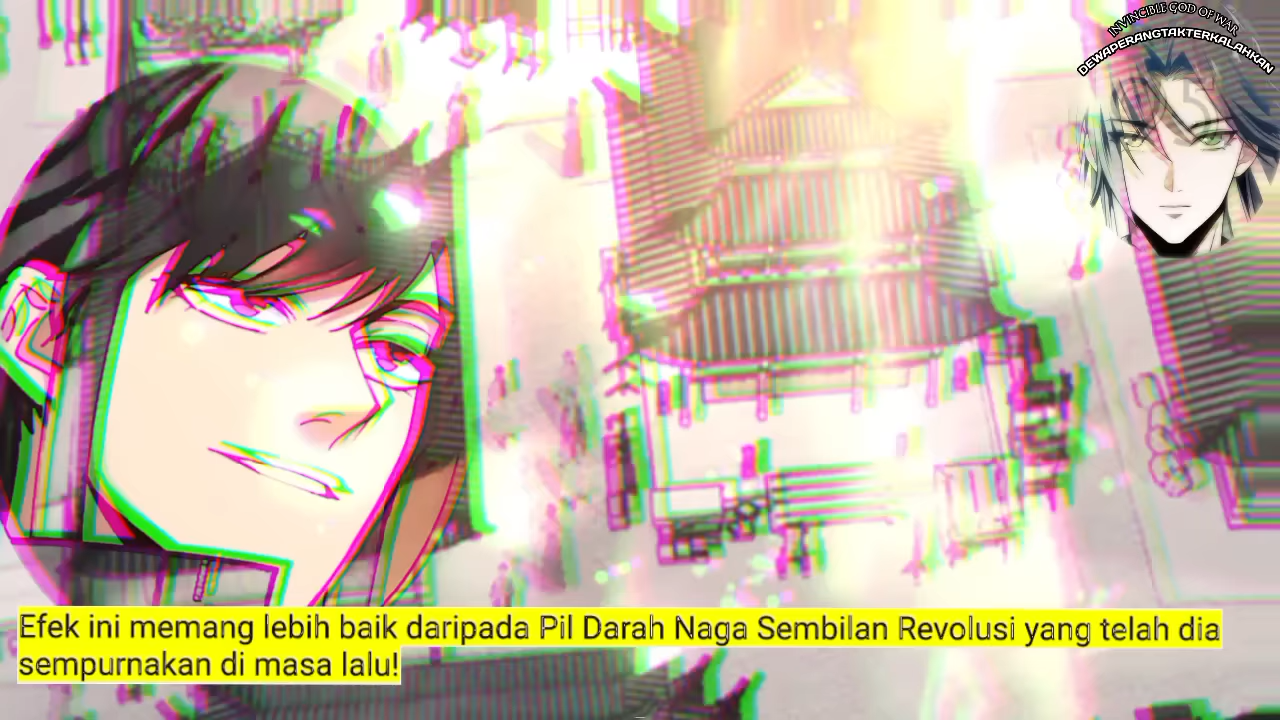 INVINCIBLE GOD OF WAR
DEWAPERANGTAKTERKALAHKAN
Efek ini memang lebih baik daripada Pil Darah Naga Sembilan Revolusi yang telah dia
sempurnakan di masa lalu!